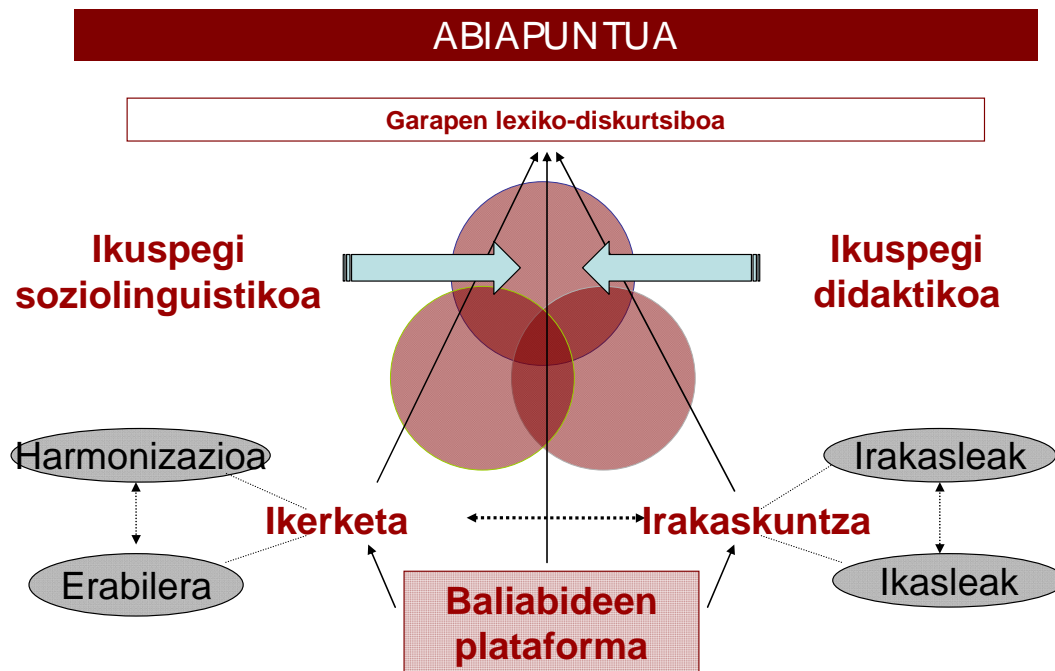 ABIAPUNTUA
Garapen lexiko-diskurtsiboa
Ikuspegi
soziolinguistikoa
Ikuspegi
didaktikoa
Harmonizazioa
Irakasleak
Ikerketa
Irakaskuntza
Erabilera
Ikasleak
Baliabideen
plataforma